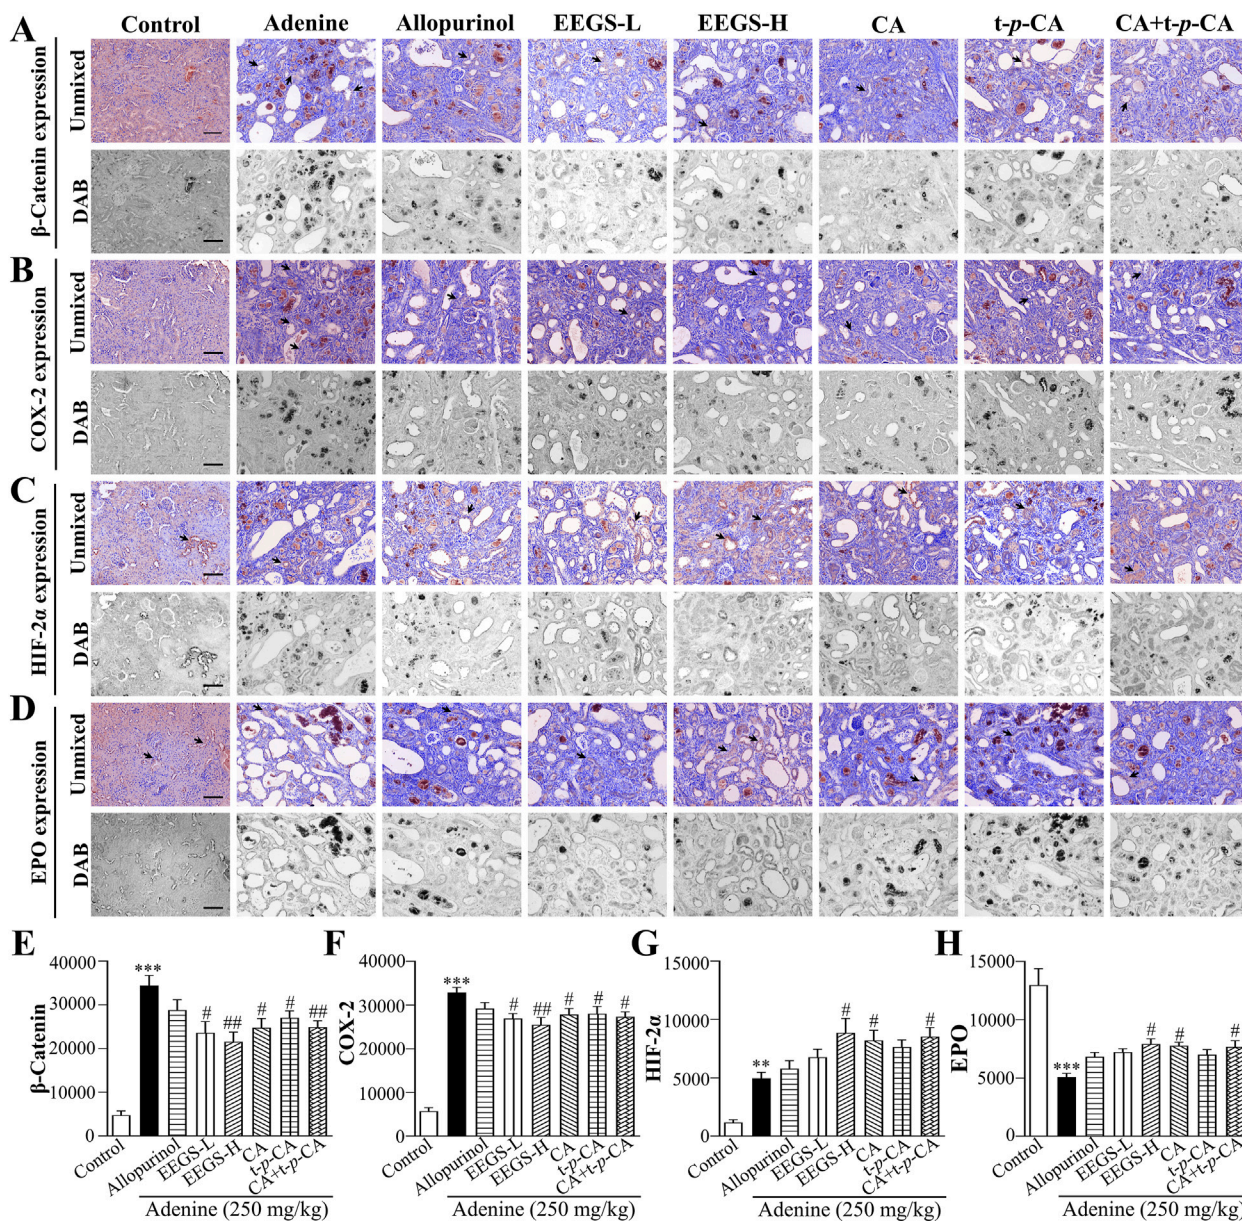 Control Adenine Allopurinol EEGS-L EEGS-H CA t-p-CA CA+t-p-CA
A
β-Catenin expression
Unmixed
DAB
B
COX-2 expression
Unmixed
DAB
C
HIF-2α expression
Unmixed
DAB
D
EPO expression
Unmixed
DAB
E
β-Catenin
40000
30000
20000
10000
0
***
#
##
#
#
##
Control
Allopurinol
EEGS-L
EEGS-H
CA
t-p-CA
CA+t-p-CA
Adenine (250 mg/kg)
F
COX-2
40000
30000
20000
10000
0
***
#
##
#
#
#
Control
Allopurinol
EEGS-L
EEGS-H
CA
t-p-CA
CA+t-p-CA
Adenine (250 mg/kg)
G
HIF-2α
15000
10000
5000
0
**
#
#
#
Control
Allopurinol
EEGS-L
EEGS-H
CA
t-p-CA
CA+t-p-CA
Adenine (250 mg/kg)
H
EPO
15000
10000
5000
0
***
#
#
#
Control
Allopurinol
EEGS-L
EEGS-H
CA
t-p-CA
CA+t-p-CA
Adenine (250 mg/kg)